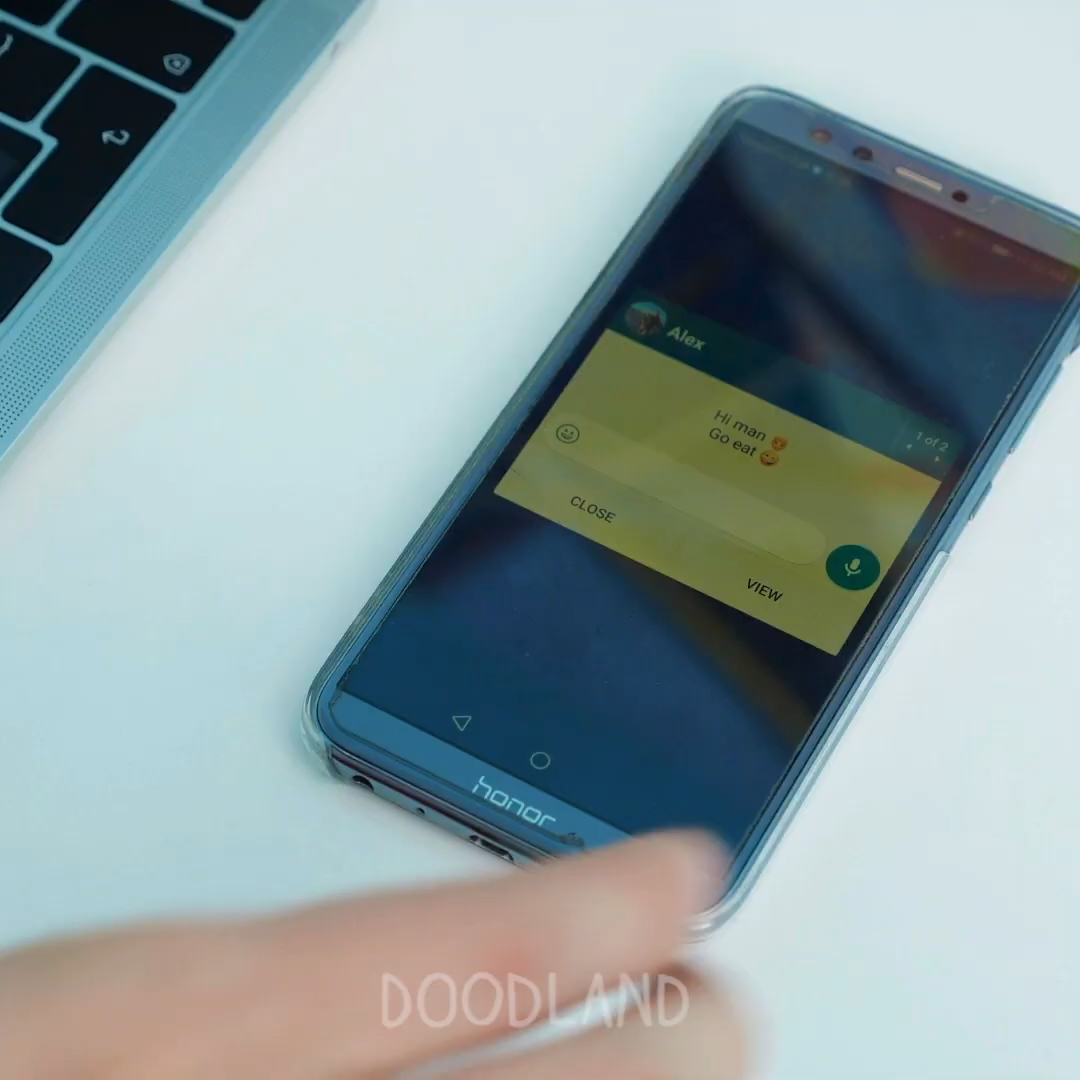 Alex
1 of 2
Hi man 😏
Go eat 😀
CLOSE
VIEW
honor
DOODLAND